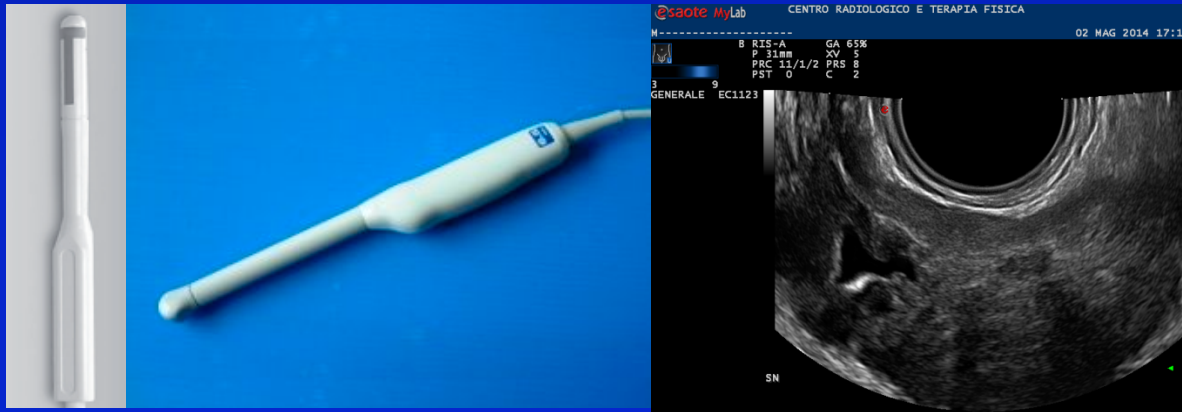 esaote MyLab CENTRO RADIOLOGICO E TERAPIA FISICA
M-------------------- 02 MAG 2014 17:1
B RIS-A GA 65%
P 31mm XV 5
PRC 11/1/2 PRS 8
PST 0 C 2
3 9
GENERALE EC1123
SN